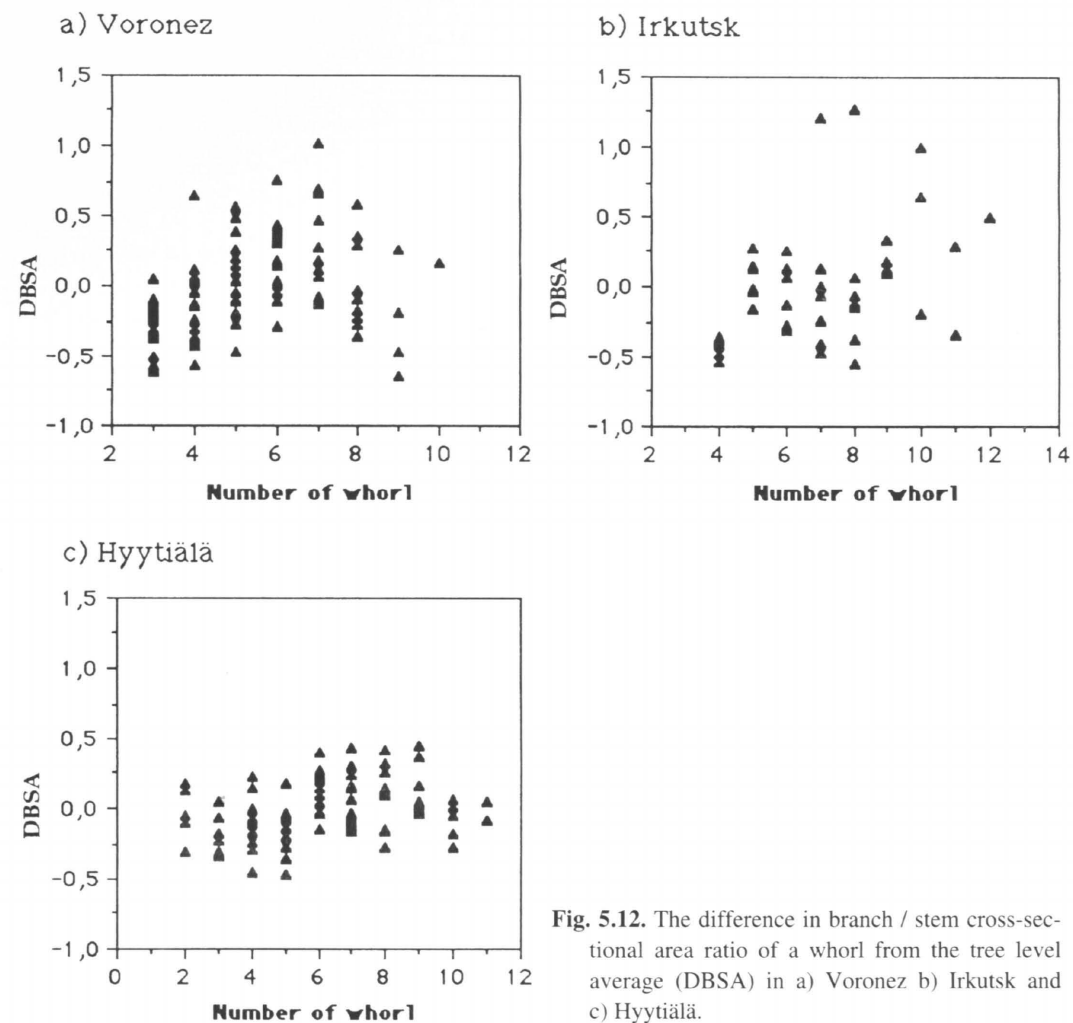 a) Voronez
1,5
1,0
0,5
0,0
-0,5
-1,0
DBSA
2 4 6 8 10 12
Number of whorl
b) Irkutsk
1,5
1,0
0,5
0,0
-0,5
-1,0
DBSA
2 4 6 8 10 12 14
Number of whorl
c) Hyytiälä
1,5
1,0
0,5
0,0
-0,5
-1,0
DBSA
0 2 4 6 8 10 12
Number of whorl
Fig. 5.12. The difference in branch / stem cross-sec-
tional area ratio of a whorl from the tree level
average (DBSA) in a) Voronez b) Irkutsk and
c) Hyytiälä.